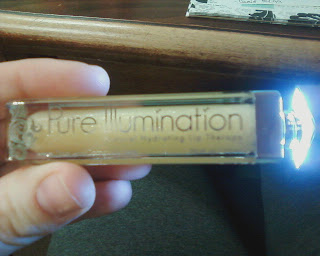 Pure Illumination
Hydrating Lip Therapy